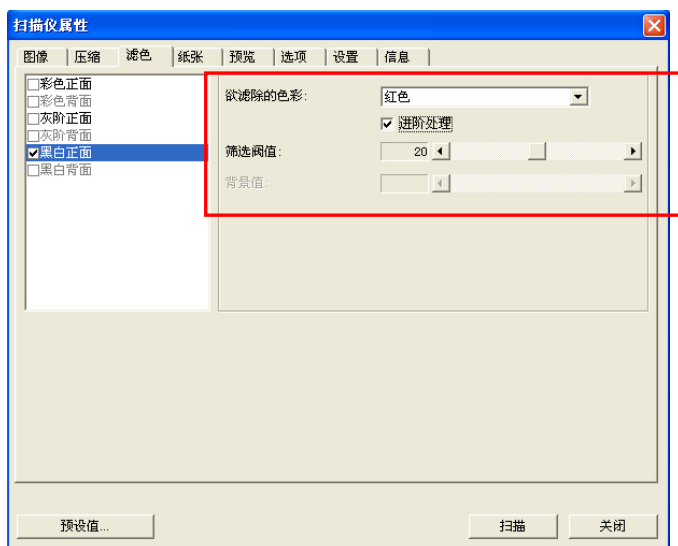 扫描仪属性
图像 压缩 滤色 纸张 预览 选项 设置 信息
彩色正面
彩色背面
灰阶正面
灰阶背面
黑白正面
黑白背面
欲滤除的色彩: 红色
进阶处理
筛选阀值: 20
背景值:
预设值... 扫描 关闭